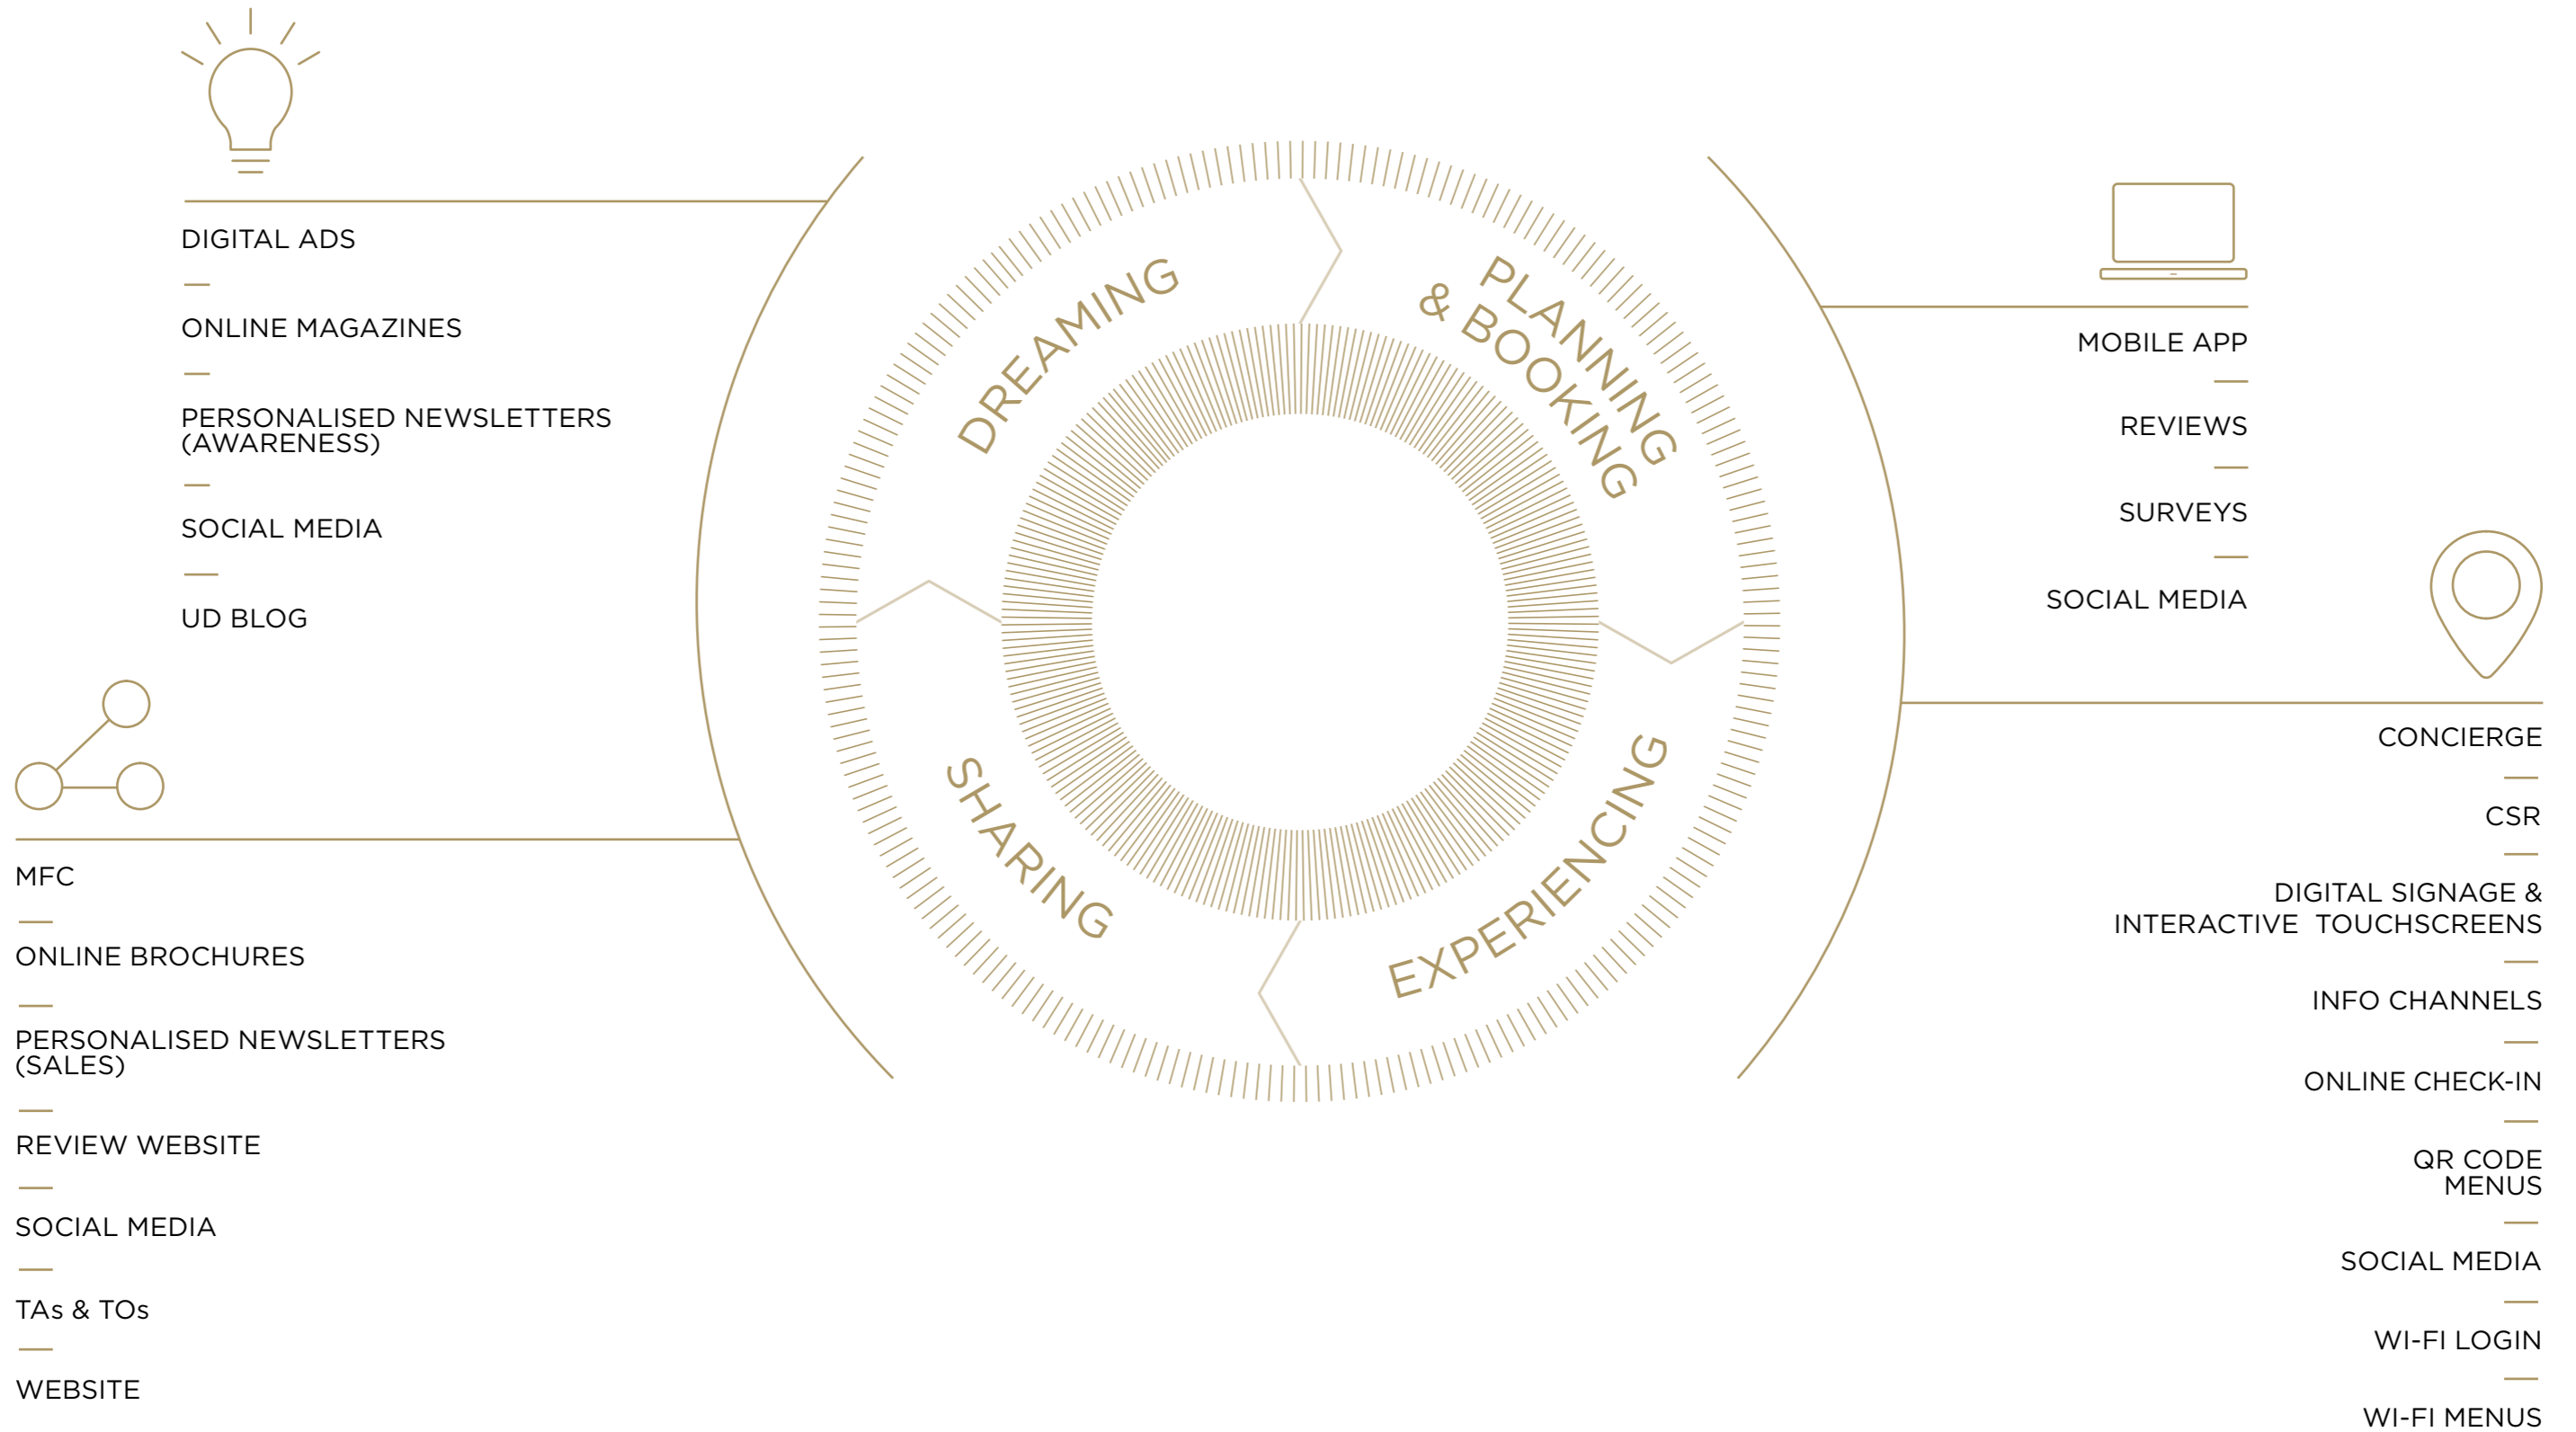 DIGITAL ADS
ONLINE MAGAZINES
PERSONALISED NEWSLETTERS
(AWARENESS)
SOCIAL MEDIA
UD BLOG
MFC
ONLINE BROCHURES
PERSONALISED NEWSLETTERS
(SALES)
REVIEW WEBSITE
SOCIAL MEDIA
TAs & TOs
WEBSITE
DREAMING
PLANNING
& BOOKING
SHARING
EXPERIENCING
MOBILE APP
REVIEWS
SURVEYS
SOCIAL MEDIA
CONCIERGE
CSR
DIGITAL SIGNAGE &
INTERACTIVE TOUCHSCREENS
INFO CHANNELS
ONLINE CHECK-IN
QR CODE
MENUS
SOCIAL MEDIA
WI-FI LOGIN
WI-FI MENUS